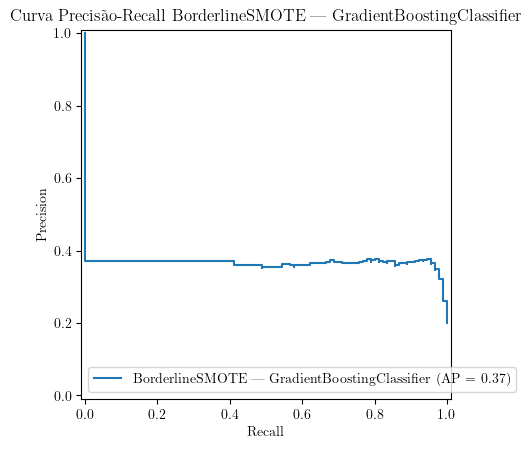 Curva Precisão-Recall BorderlineSMOTE — GradientBoostingClassifier
1.0
0.8
0.6
0.4
0.2
0.0
Precision
BorderlineSMOTE — GradientBoostingClassifier (AP = 0.37)
0.0 0.2 0.4 0.6 0.8 1.0
Recall